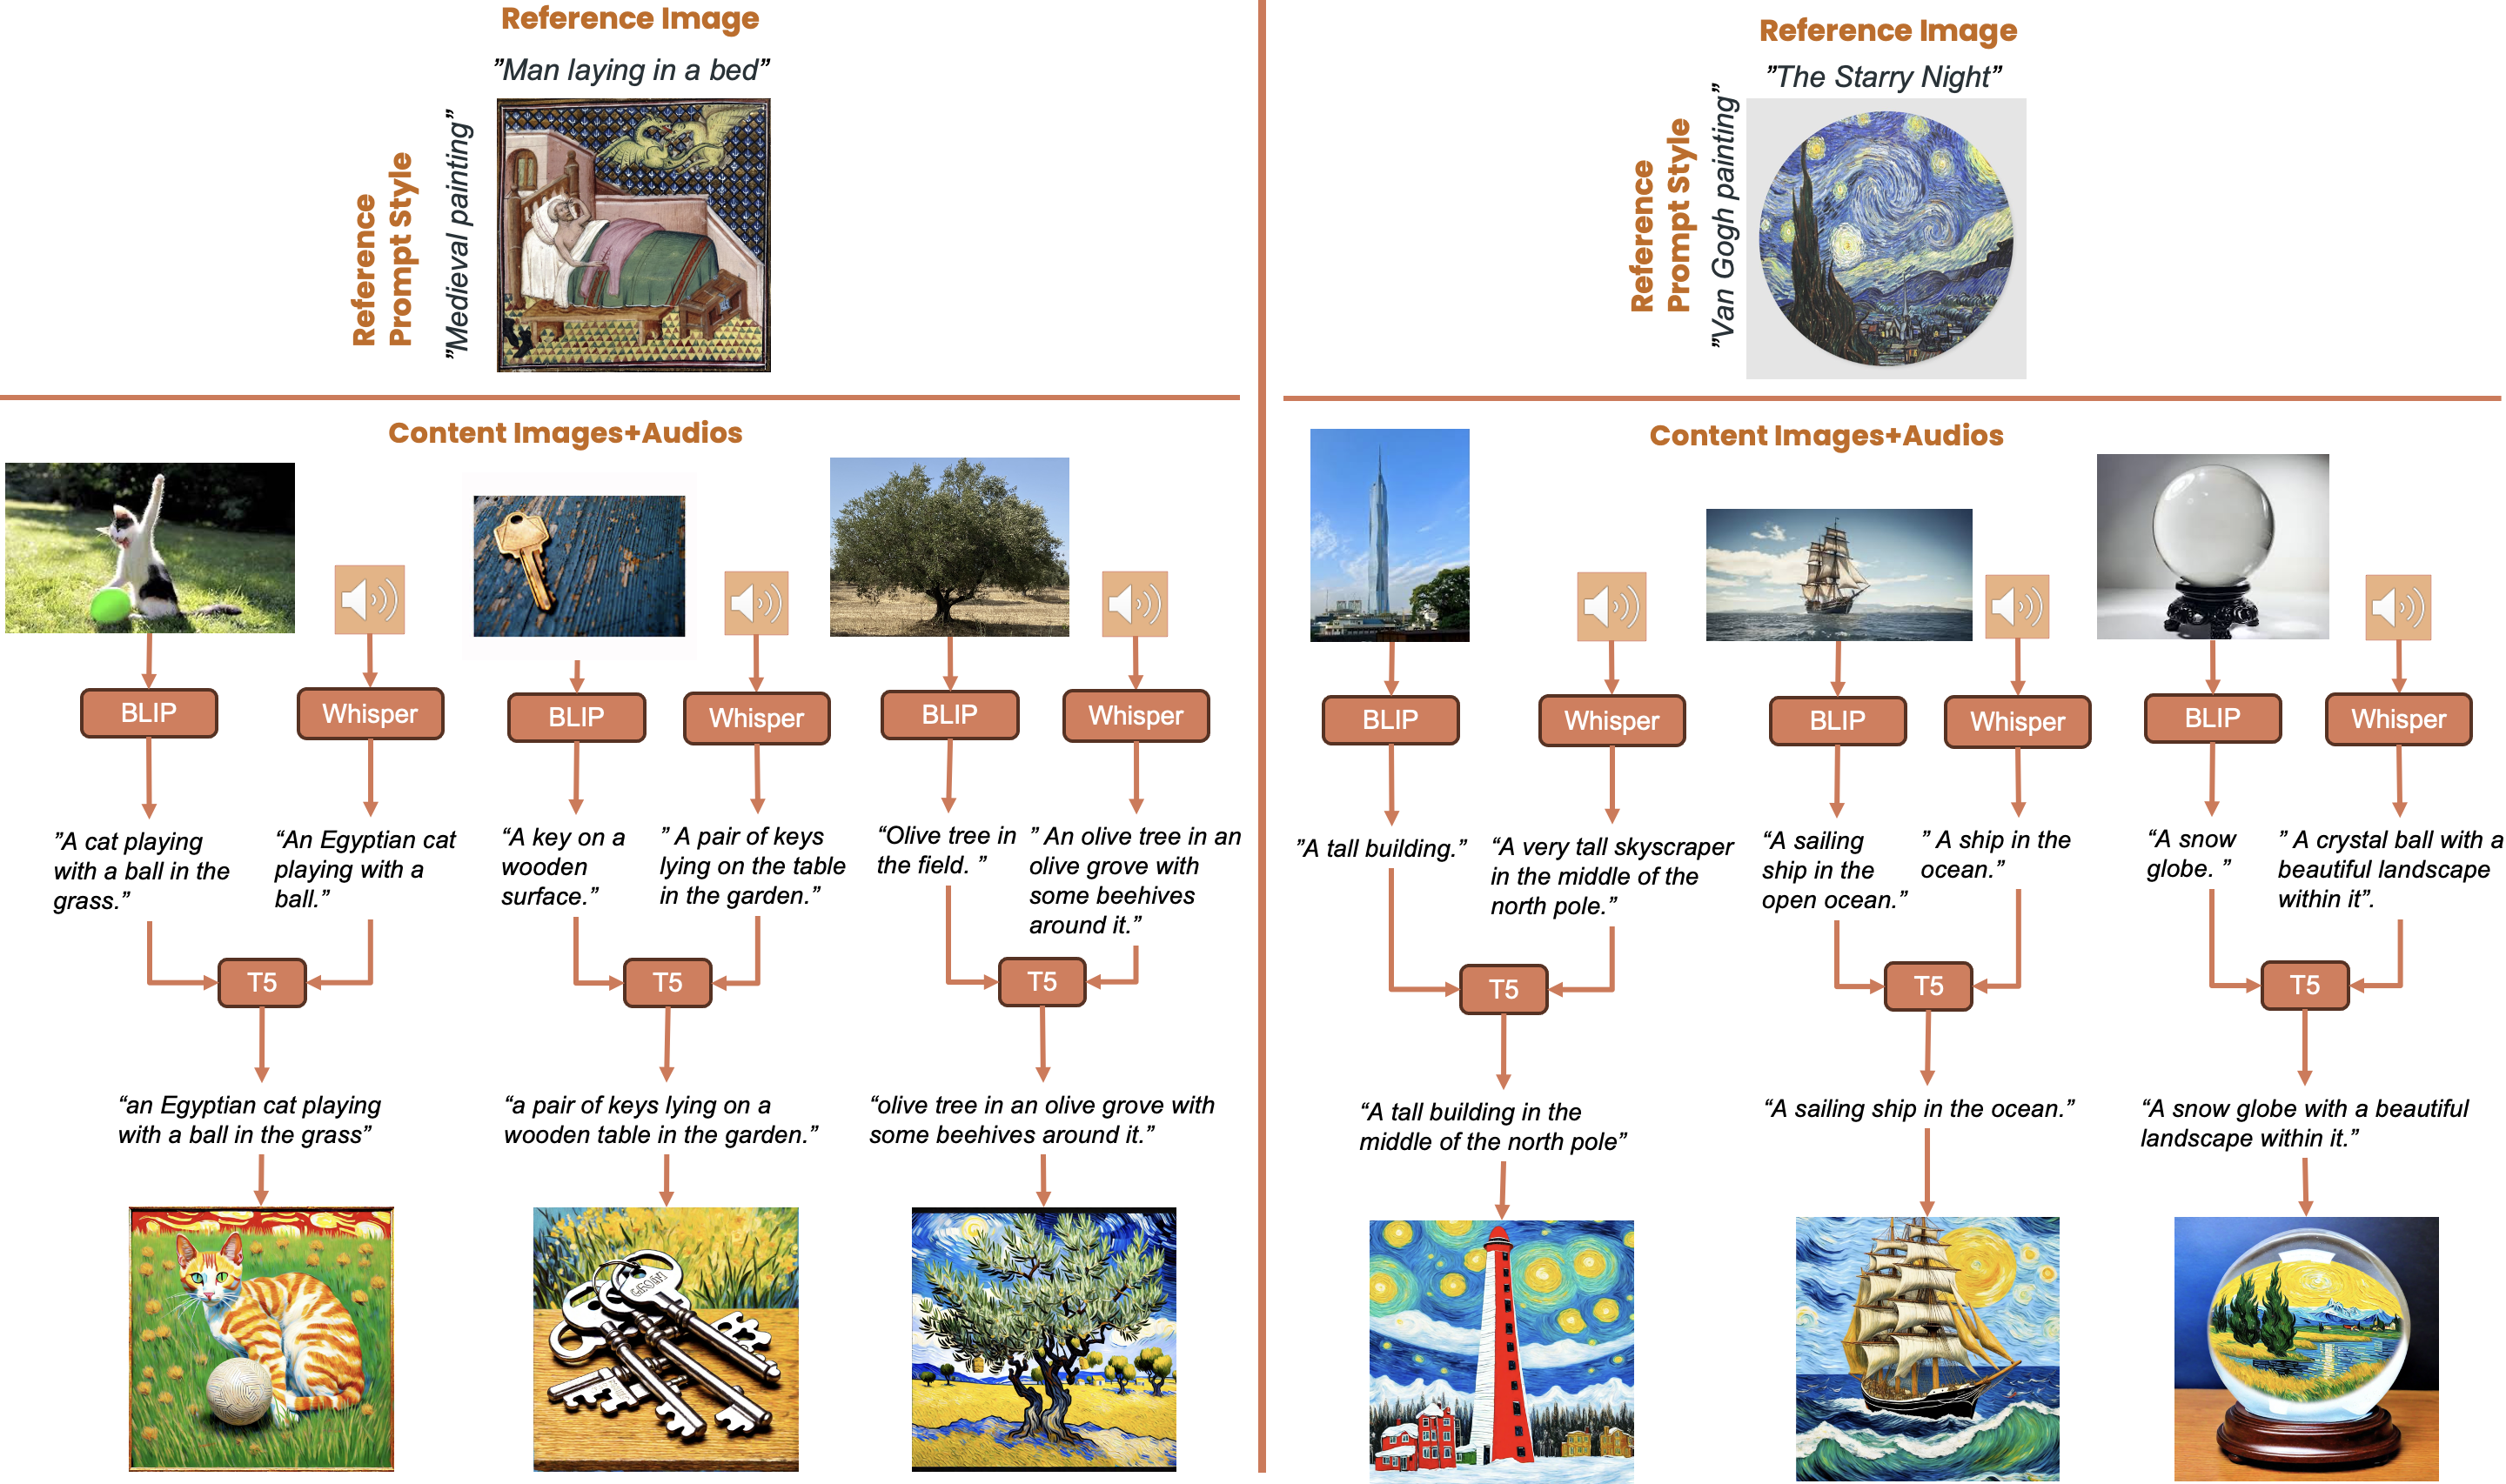 Reference Image
”Man laying in a bed”
Reference
Prompt Style
”Medieval painting”
Content Images+Audios
BLIP
Whisper
BLIP
Whisper
BLIP
Whisper
”A cat playing
with a ball in the
grass.”
“An Egyptian cat
playing with a
ball.”
“A key on a
wooden
surface.”
” A pair of keys
lying on the table
in the garden.”
“Olive tree in
the field. ”
” An olive tree in an
olive grove with
some beehives
around it.”
T5
T5
T5
“an Egyptian cat playing
with a ball in the grass”
“a pair of keys lying on a
wooden table in the garden.”
“olive tree in an olive grove with
some beehives around it.”
Reference Image
”The Starry Night”
Reference
Prompt Style
”Van Gogh painting”
Content Images+Audios
BLIP
Whisper
BLIP
Whisper
BLIP
Whisper
”A tall building.”
“A very tall skyscraper
in the middle of the
north pole.”
“A sailing
ship in the
open ocean.”
” A ship in the
ocean.”
“A snow
globe. ”
” A crystal ball with a
beautiful landscape
within it”.
T5
T5
T5
“A tall building in the
middle of the north pole”
“A sailing ship in the ocean.”
“A snow globe with a beautiful
landscape within it.”